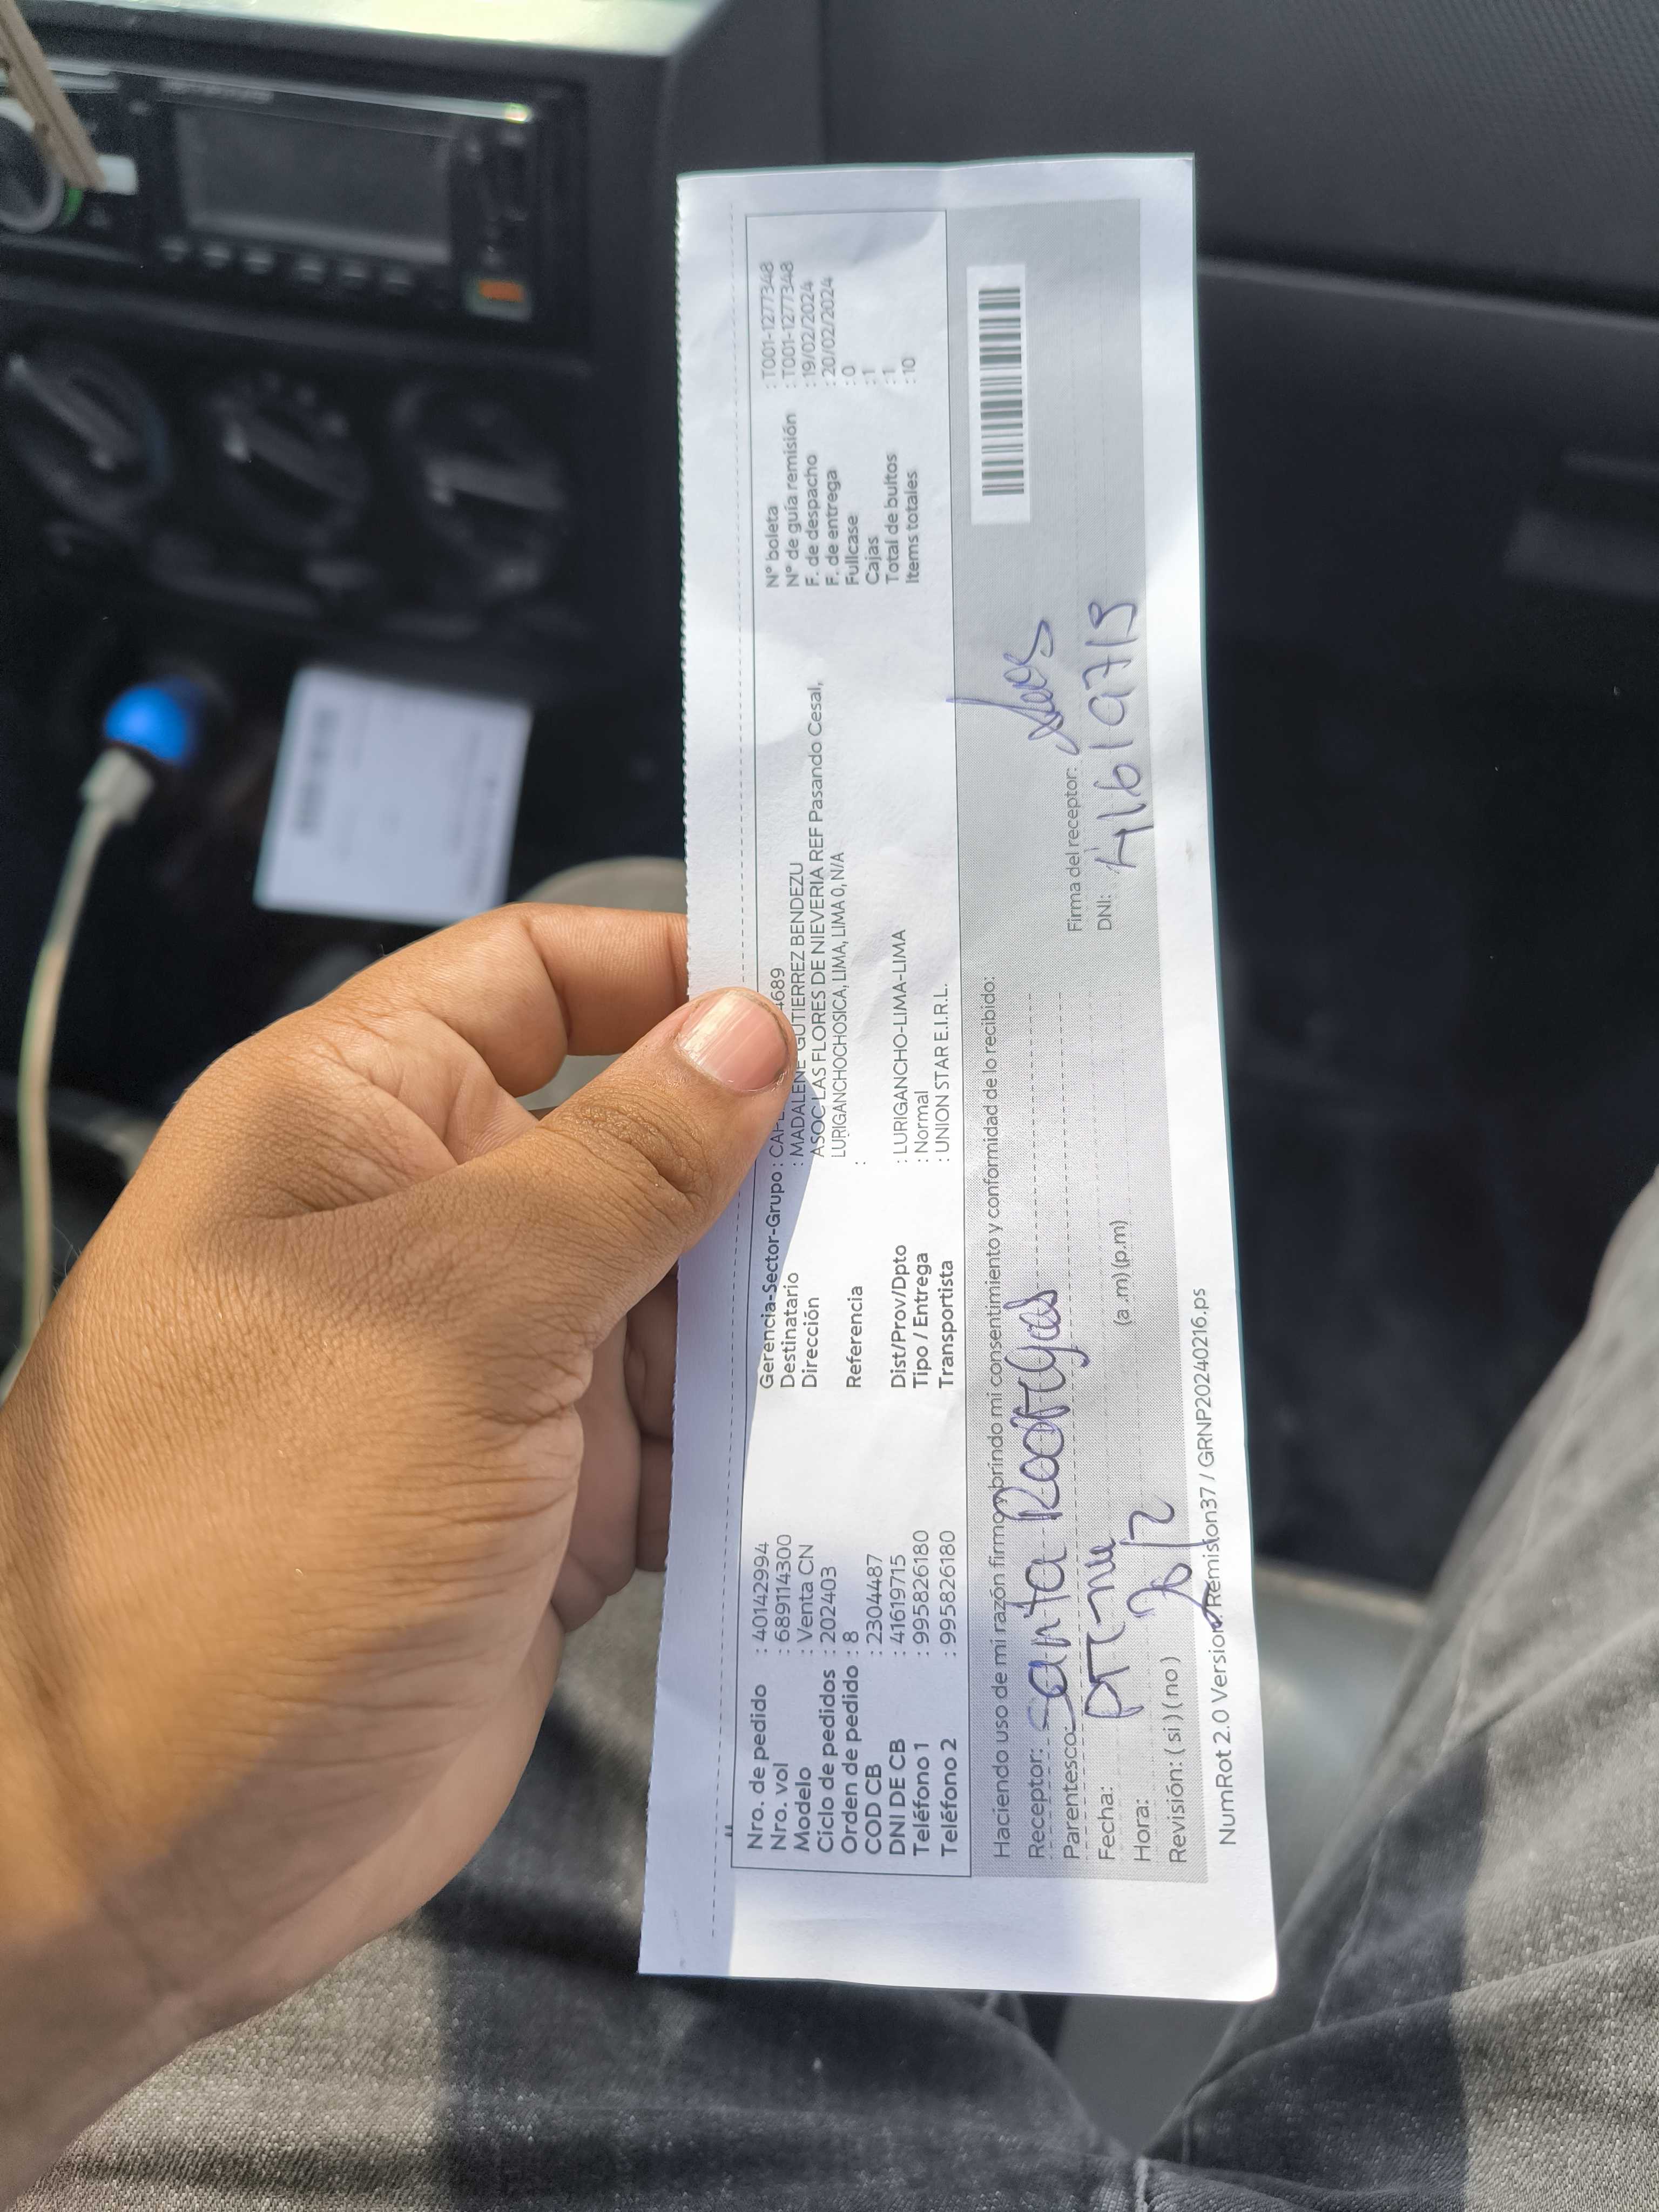 Nro. de pedido : 40142994
Nro. vol : 689114300
Modelo : Venta CN
Ciclo de pedidos : 202403
Orden de pedido : 8
COD CB : 2304487
DNI DE CB : 41619715
Teléfono 1 : 995826180
Teléfono 2 : 995826180
Gerencia-Sector-Grupo : 4689
Destinatario : MADALENE GUTIERREZ BENDEZU
Dirección ASOC LAS FLORES DE NIEVERIA REF Pasando Cesal,
LURIGANCHOCHOSICA, LIMA, LIMA 0, N/A
Referencia :
Dist/Prov/Dpto : LURIGANCHO-LIMA-LIMA
Tipo / Entrega : Normal
Transportista : UNION STAR E.I.R.L.
N° boleta : T001-1277348
N° de guía remisión : T001-1277348
F. de despacho : 19/02/2024
F. de entrega : 20/02/2024
Fullcase : 0
Cajas : 1
Total de bultos : 1
Items totales : 10
Haciendo uso de mi razón firmo brindo mi consentimiento y conformidad de lo recibido:
Receptor: Santa
Parentesco:
Fecha:
Hora: (a .m) (p.m)
Revisión: ( si ) ( no )
Firma del receptor:
DNI: 41619715
NumRot 2.0 Version Remision37 / GRNP20240216.ps